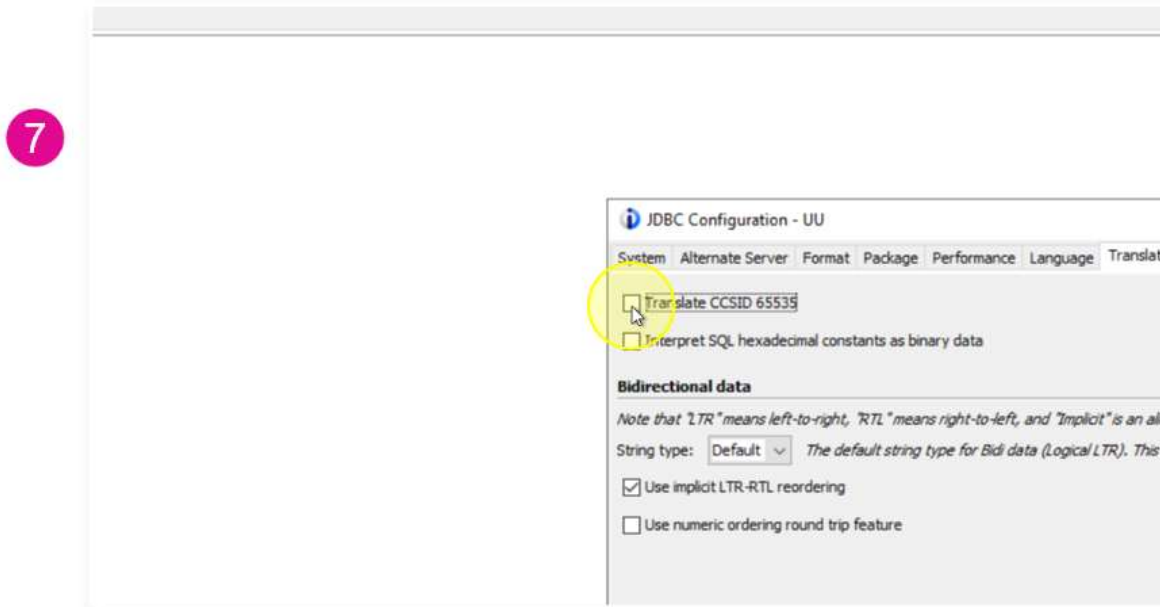 7
JDBC Configuration - UU
System Alternate Server Format Package Performance Language Translat
Translate CCSID 65535
Interpret SQL hexadecimal constants as binary data
Bidirectional data
Note that "LTR" means left-to-right, "RTL" means right-to-left, and "Implicit" is an al
String type: Default The default string type for Bidi data (Logical LTR). This
Use implicit LTR-RTL reordering
Use numeric ordering round trip feature